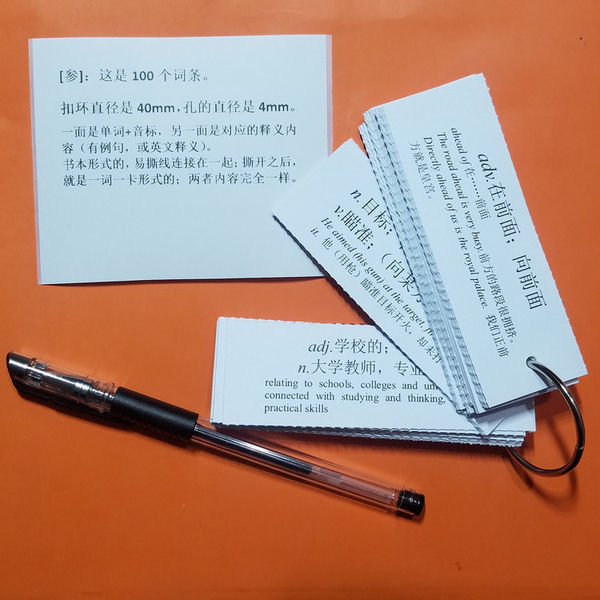 [参]：这是 100 个词条。
扣环直径是 40mm，孔的直径是 4mm。
一面是单词+音标，另一面是对应的释义内
容（有例句，或英文释义）。
书本形式的，易撕线连接在一起；撕开之后，
就是一词一卡形式的；两者内容完全一样。
adv.在前面；向前面
ahead of 在……前面
The road ahead is very busy.前方的路段很拥挤。
Directly ahead of us is the royal palace. 我们正前
方就是皇宫。
n.目标；
v.瞄准；（向某方
He aimed (his gun) at the target,
他（用枪）瞄准目标开火，却未打
adj.学校的；
n.大学教师，专业
relating to schools, colleges and
connected with studying and thinking,
practical skills